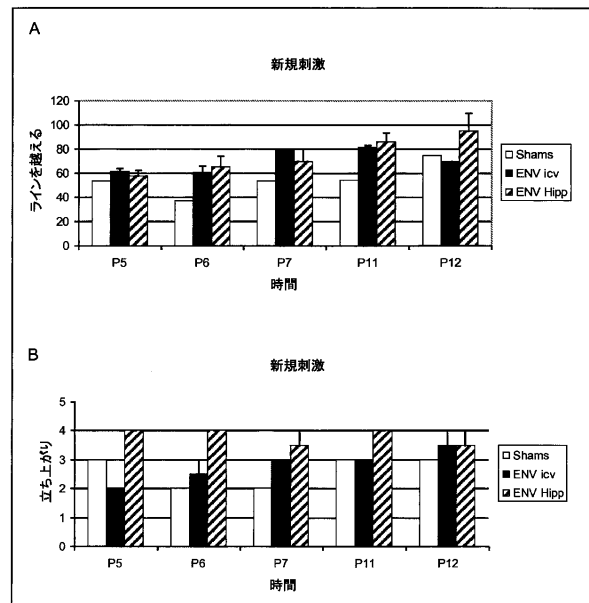 A
新規刺激
120
100
80
60
40
20
0
ラインを越える
P5 P6 P7 P11 P12
時間
Shams
ENV icv
ENV Hipp
B
新規刺激
5
4
3
2
1
0
立ち上がり
P5 P6 P7 P11 P12
時間
Shams
ENV icv
ENV Hipp